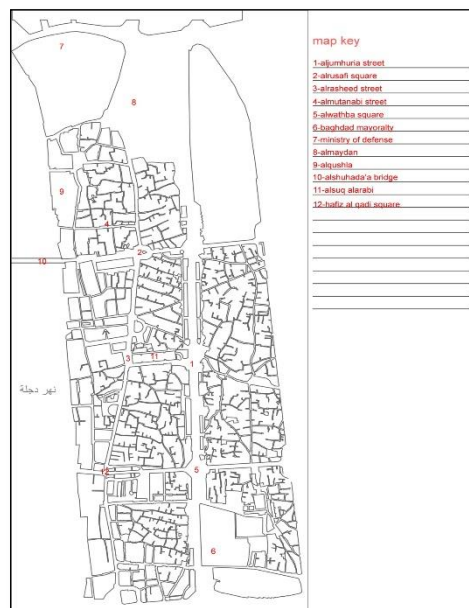 7
8
9
4
2
10
3
11
1
نهر دجلة
12
5
6
map key
1-aljumhuria street
2-alrusafi square
3-alrasheed street
4-almutanabi street
5-alwathba square
6-baghdad mayoralty
7-ministry of defense
8-almaydan
9-alqushla
10-alshuhada'a bridge
11-alsuq alarabi
12-hafiz al qadi square